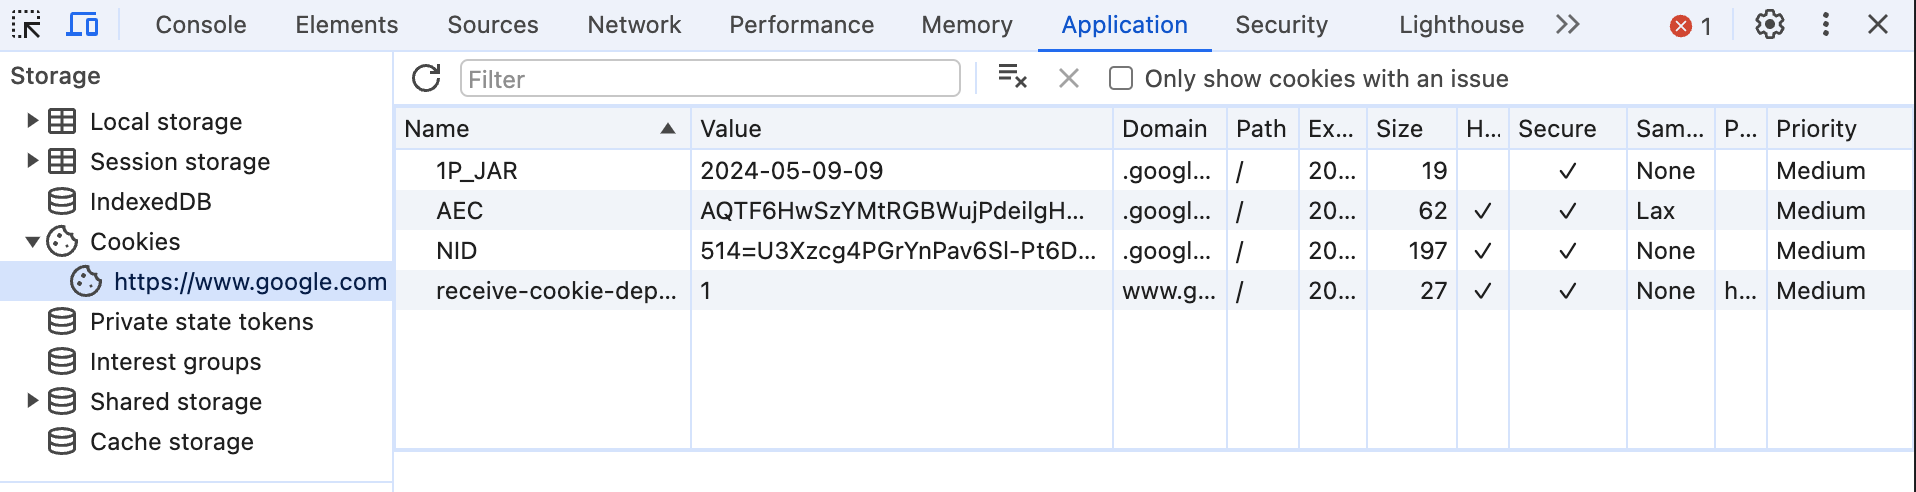 Console Elements Sources Network Performance Memory Application Security Lighthouse 1
Storage
Local storage
Session storage
IndexedDB
Cookies
https://www.google.com
Private state tokens
Interest groups
Shared storage
Cache storage
Filter Only show cookies with an issue
Name Value Domain Path Ex... Size H... Secure Sam... P... Priority
1P_JAR 2024-05-09-09 .googl... / 20... 19 ✓ None Medium
AEC AQTF6HwSzYMtRGBWujPdeilgH... .googl... / 20... 62 ✓ ✓ Lax Medium
NID 514=U3Xzcg4PGrYnPav6Sl-Pt6D... .googl... / 20... 197 ✓ ✓ None Medium
receive-cookie-dep... 1 www.g... / 20... 27 ✓ ✓ None h... Medium